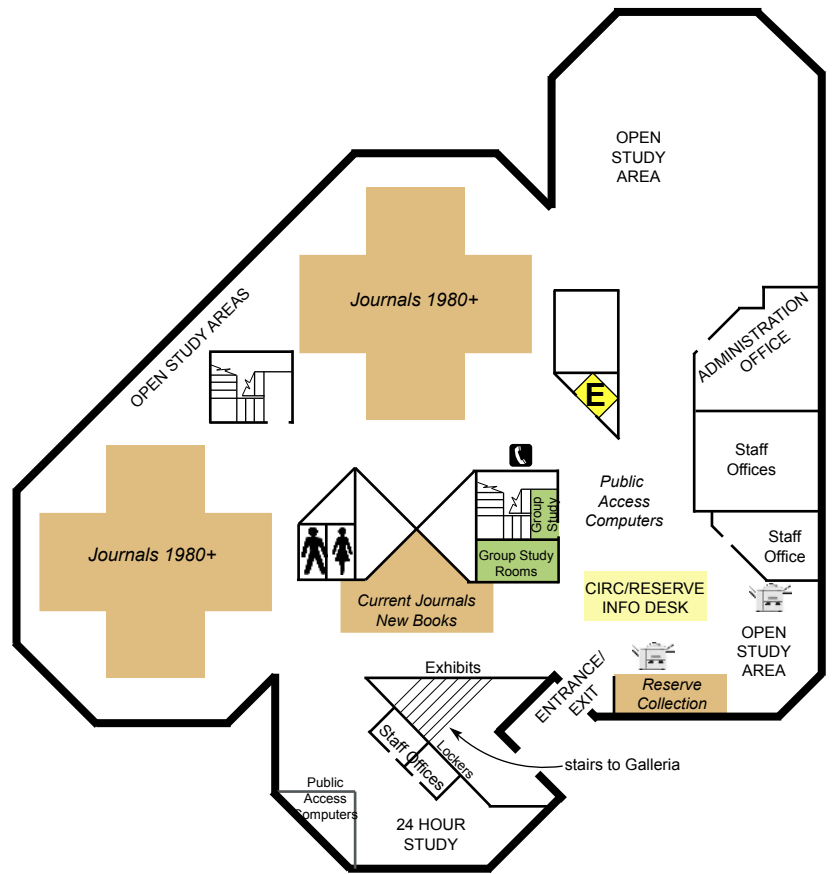 OPEN
STUDY
AREA
Journals 1980+
OPEN STUDY AREAS
ADMINISTRATION
OFFICE
E
Staff
Offices
Public
Access
Computers
Group
Study
Group Study
Rooms
Staff
Office
Journals 1980+
CIRC/RESERVE
INFO DESK
Current Journals
New Books
OPEN
STUDY
AREA
Exhibits
ENTRANCE/
EXIT
Reserve
Collection
Staff Offices
Lockers
stairs to Galleria
Public
Access
Computers
24 HOUR
STUDY